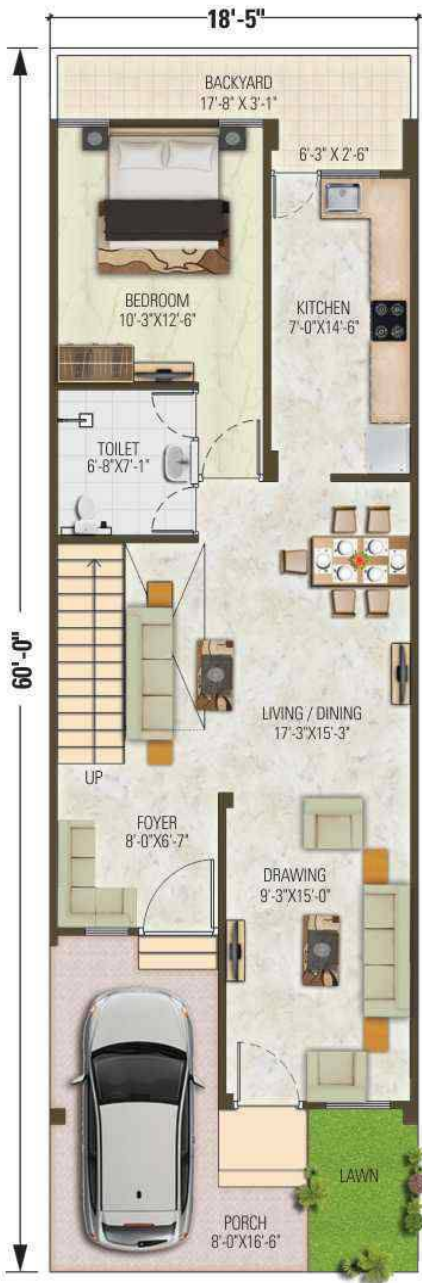 18'-5"
BACKYARD
17'-8" X 3'-1"
6'-3" X 2'-6"
BEDROOM
10'-3"X12'-6"
KITCHEN
7'-0"X14'-6"
TOILET
6'-8"X7'-1"
60'-0"
LIVING / DINING
17'-3"X15'-3"
UP
FOYER
8'-0"X6'-7"
DRAWING
9'-3"X15'-0"
LAWN
PORCH
8'-0"X16'-6"